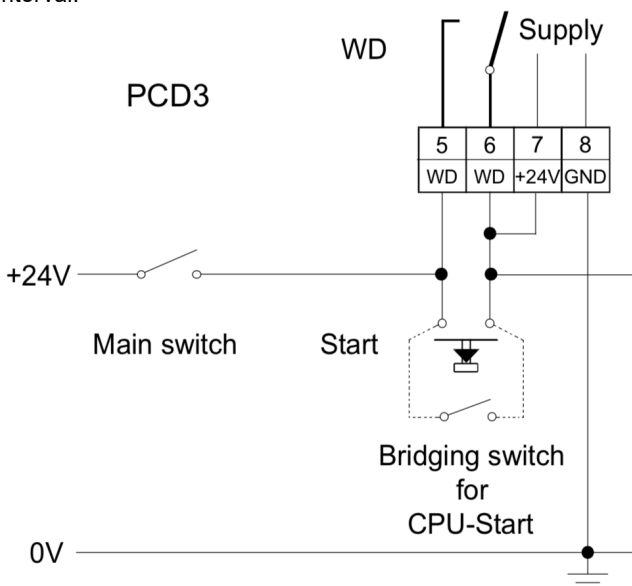 WD
Supply
PCD3
5 6 7 8
WD WD +24V GND
+24V
Main switch
Start
Bridging switch
for
CPU-Start
0V